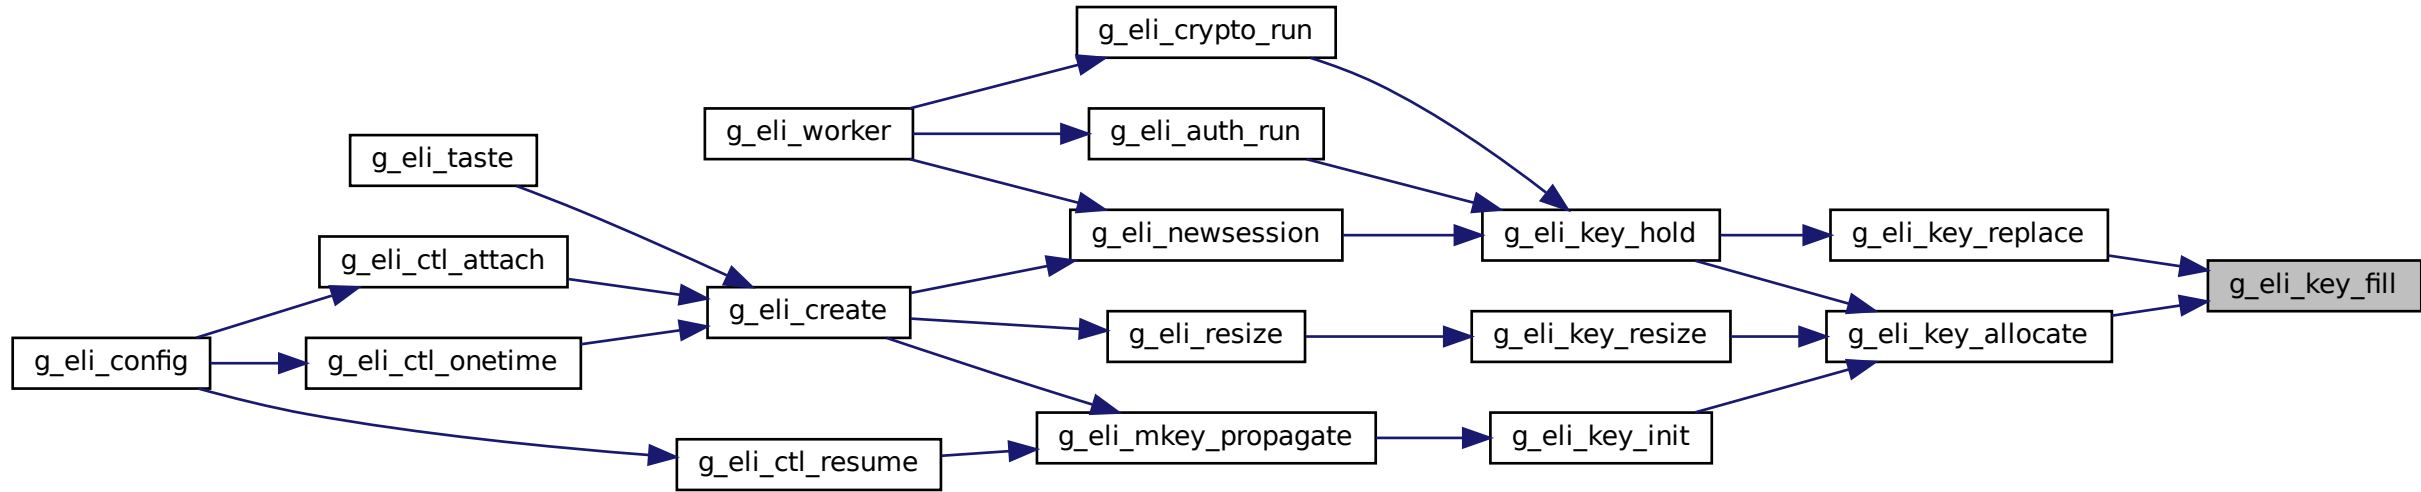 g_eli_crypto_run
g_eli_worker
g_eli_auth_run
g_eli_taste
g_eli_newsession
g_eli_key_hold
g_eli_key_replace
g_eli_ctl_attach
g_eli_key_fill
g_eli_create
g_eli_resize
g_eli_key_resize
g_eli_key_allocate
g_eli_config
g_eli_ctl_onetime
g_eli_mkey_propagate
g_eli_key_init
g_eli_ctl_resume